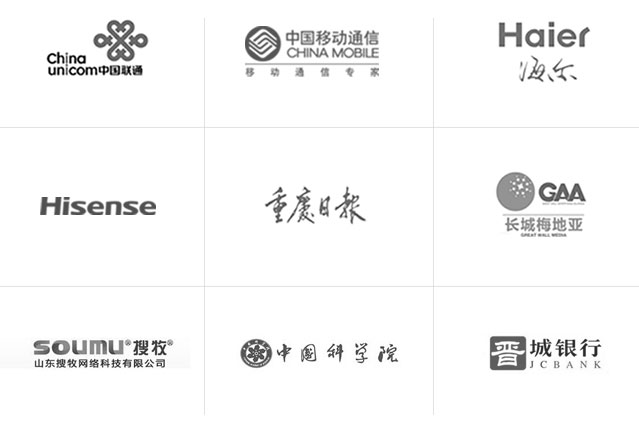 China
unicom中国联通
中国移动通信
CHINA MOBILE
移动通信专家
Haier
海尔
Hisense
重庆日报
GAA
长城梅地亚
GREAT WALL MEDIA
SOUMU®搜牧®
山东搜牧网络科技有限公司
中国科学院
晋城银行
JCBANK